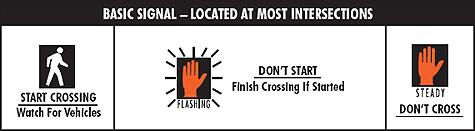 BASIC SIGNAL – LOCATED AT MOST INTERSECTIONS
START CROSSING
Watch For Vehicles
FLASHING
DON'T START
Finish Crossing If Started
STEADY
DON'T CROSS